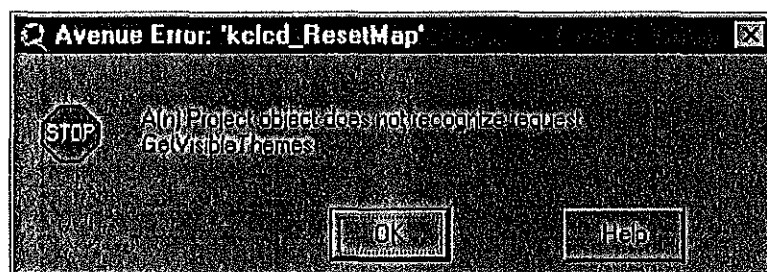 Avenue Error: 'kclcd_ResetMap'
STOP
A(n) Project object does not recognize request
GetVisibleThemes
OK
Help